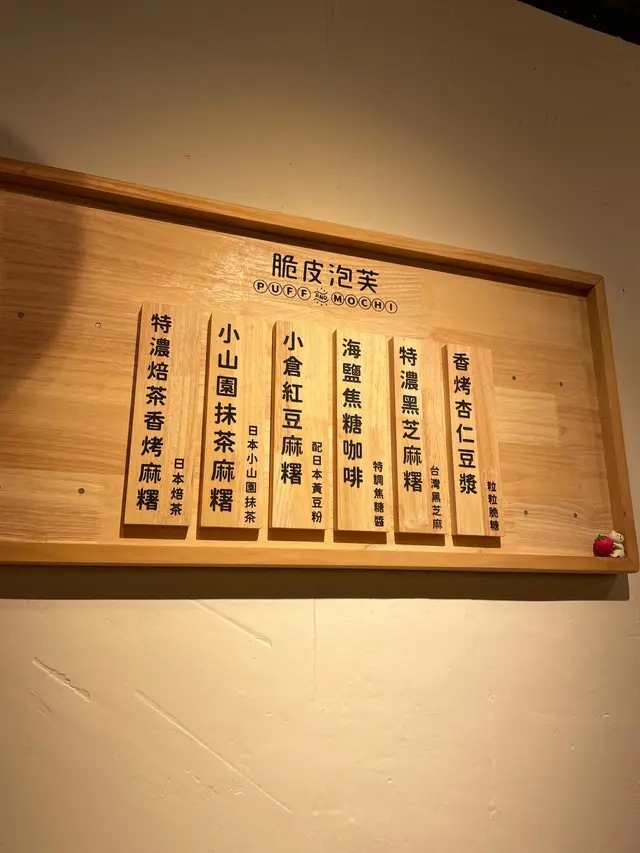 脆皮泡芙
PUFF AND MOCHI
香烤杏仁豆漿
粒粒脆糖
特濃黑芝麻糬
台灣黑芝麻
海鹽焦糖咖啡
特調焦糖醬
小倉紅豆麻糬
配日本黃豆粉
小山園抹茶麻糬
日本小山園抹茶
特濃焙茶香烤麻糬
日本焙茶